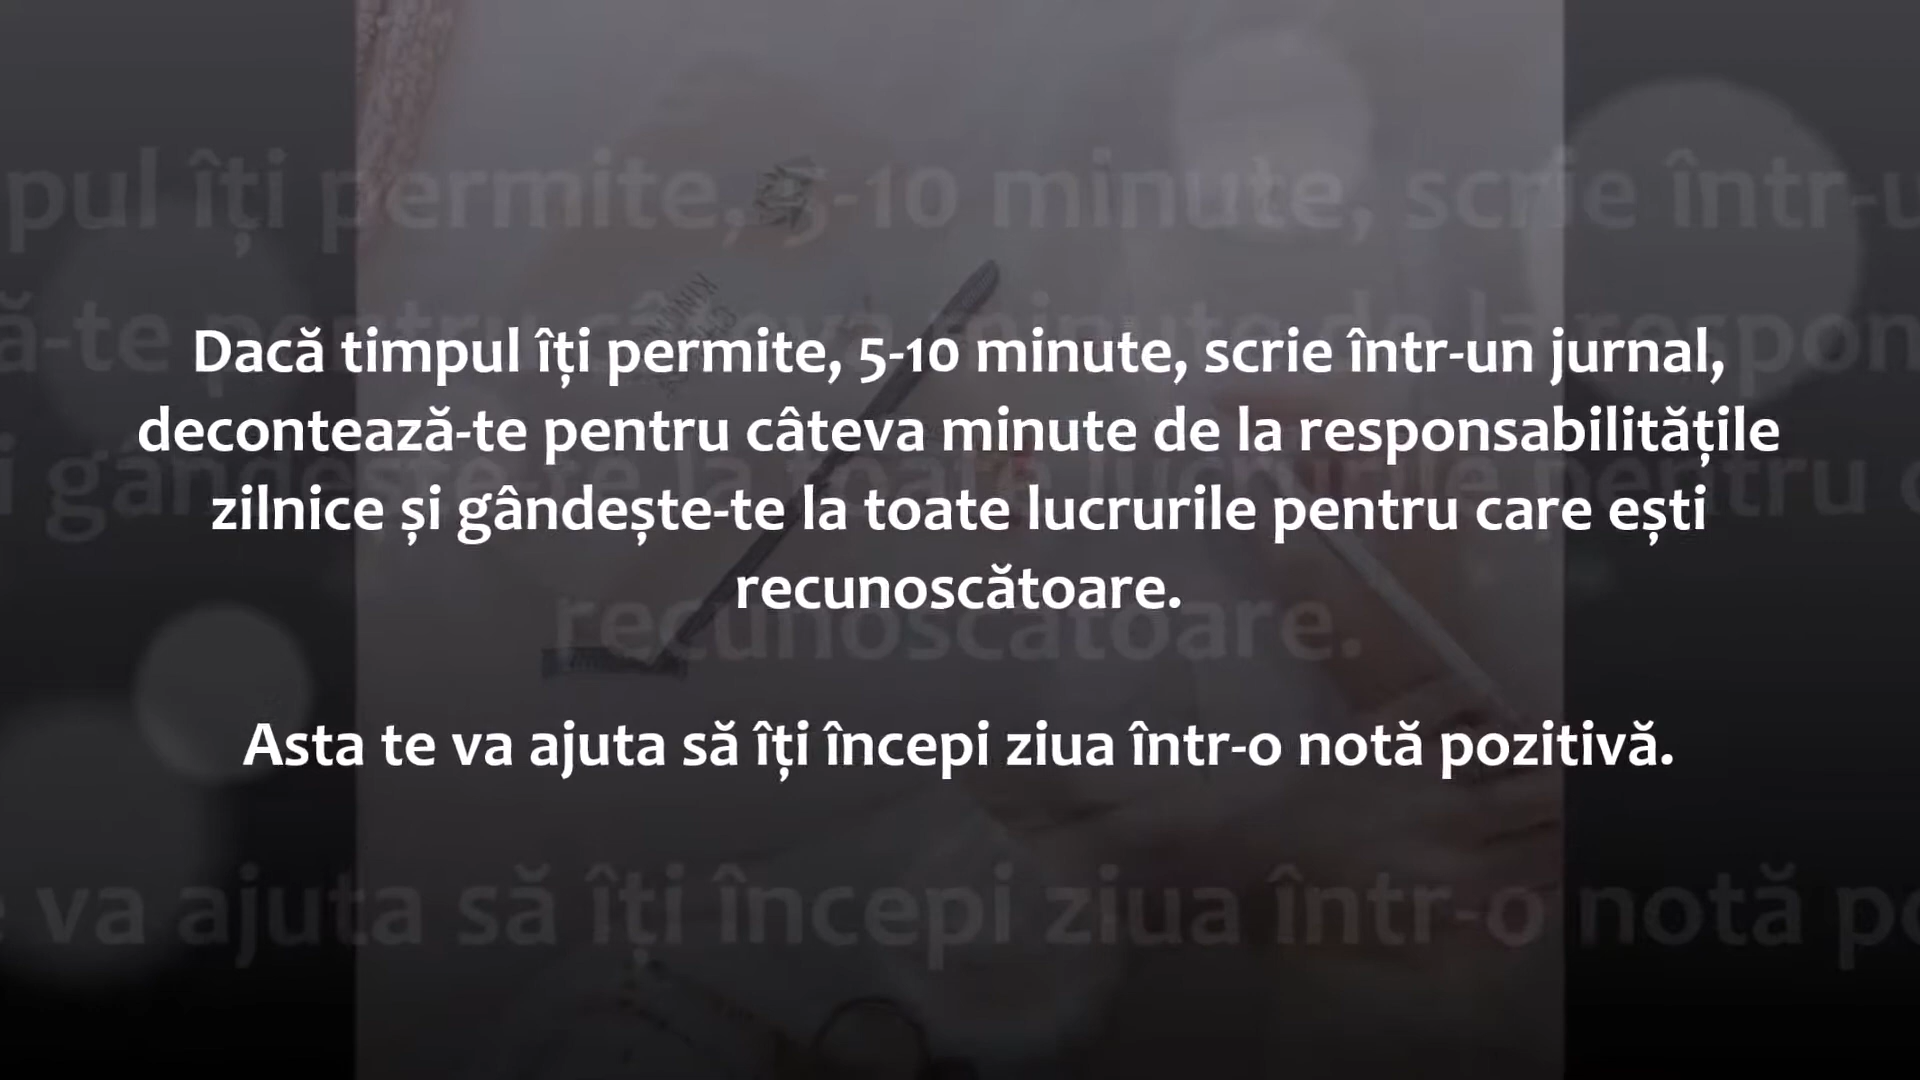 Dacă timpul îți permite, 5-10 minute, scrie într-un jurnal,
decontează-te pentru câteva minute de la responsabilitățile
zilnice și gândește-te la toate lucrurile pentru care ești
recunoscătoare.
Asta te va ajuta să îți începi ziua într-o notă pozitivă.